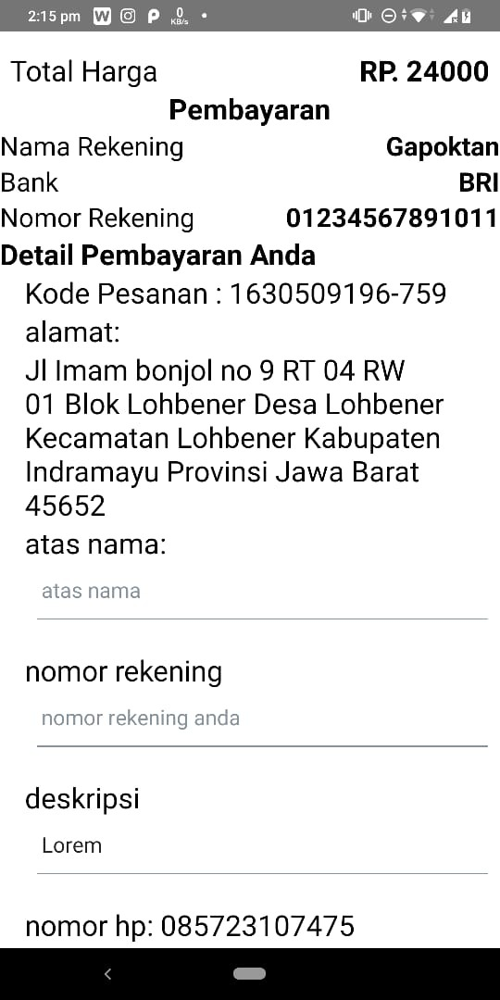 2:15 pm W P 0 KB/s
Total Harga RP. 24000
Pembayaran
Nama Rekening Gapoktan
Bank BRI
Nomor Rekening 01234567891011
Detail Pembayaran Anda
Kode Pesanan : 1630509196-759
alamat:
Jl Imam bonjol no 9 RT 04 RW
01 Blok Lohbener Desa Lohbener
Kecamatan Lohbener Kabupaten
Indramayu Provinsi Jawa Barat
45652
atas nama:
atas nama
nomor rekening
nomor rekening anda
deskripsi
Lorem
nomor hp: 085723107475